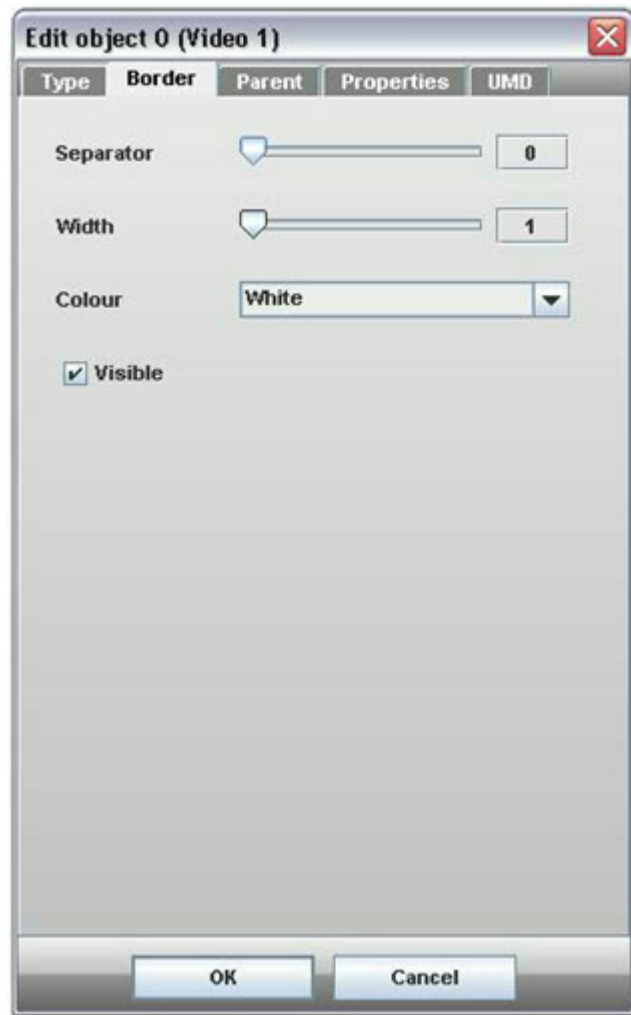 Edit object 0 (Video 1)
Type Border Parent Properties UMD
Separator 0
Width 1
Colour White
Visible
OK Cancel